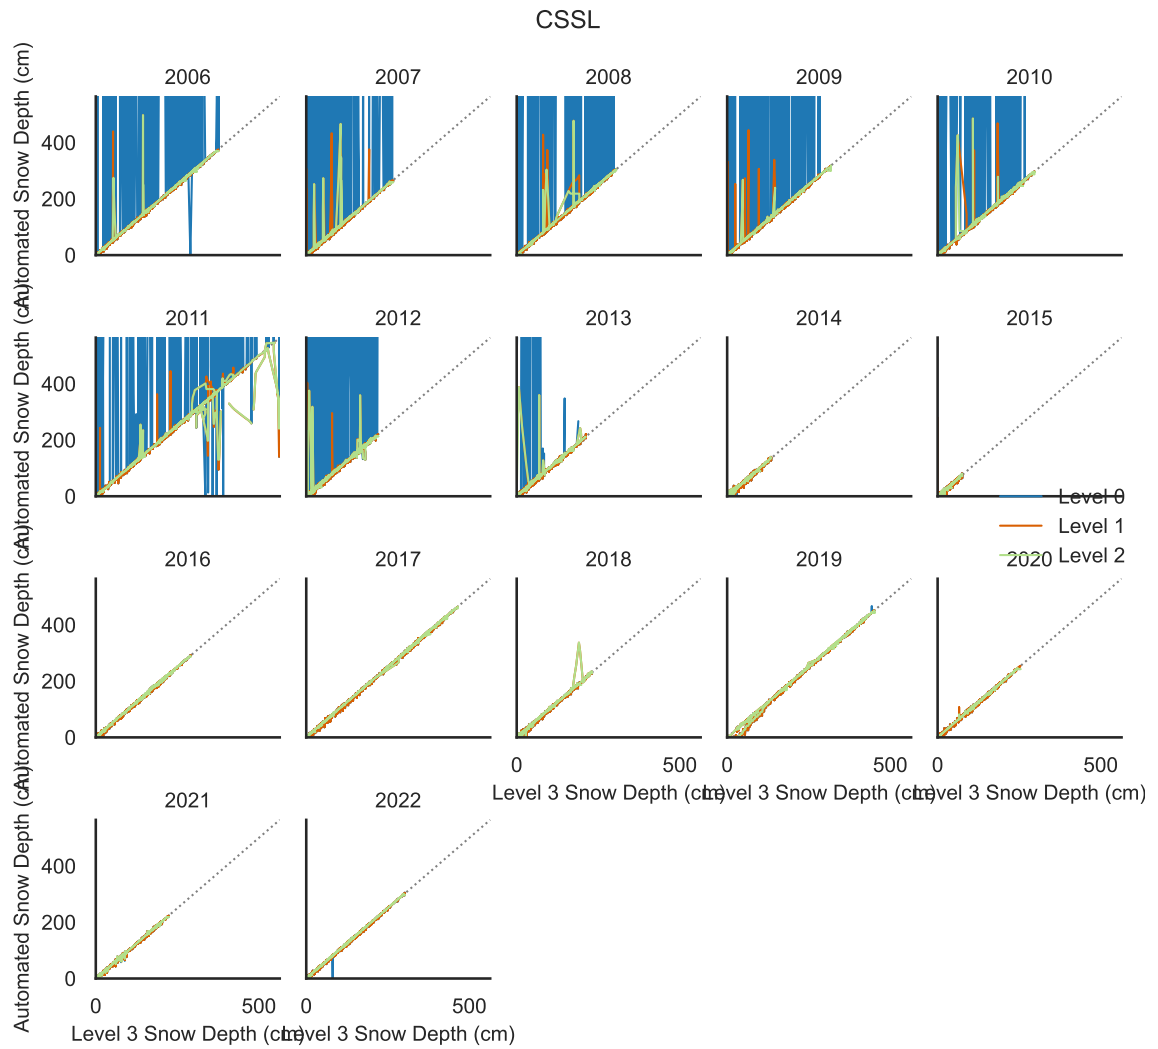 CSSL
2006 2007 2008 2009 2010
Automated Snow Depth (cm)
400
200
0
2011 2012 2013 2014 2015
Automated Snow Depth (cm)
400
200
0
Level 0
Level 1
Level 2
2016 2017 2018 2019 2020
Automated Snow Depth (cm)
400
200
0
0 500 0 500 0 500
Level 3 Snow Depth (cm) Level 3 Snow Depth (cm) Level 3 Snow Depth (cm)
2021 2022
Automated Snow Depth (cm)
400
200
0
0 500 0 500
Level 3 Snow Depth (cm) Level 3 Snow Depth (cm)